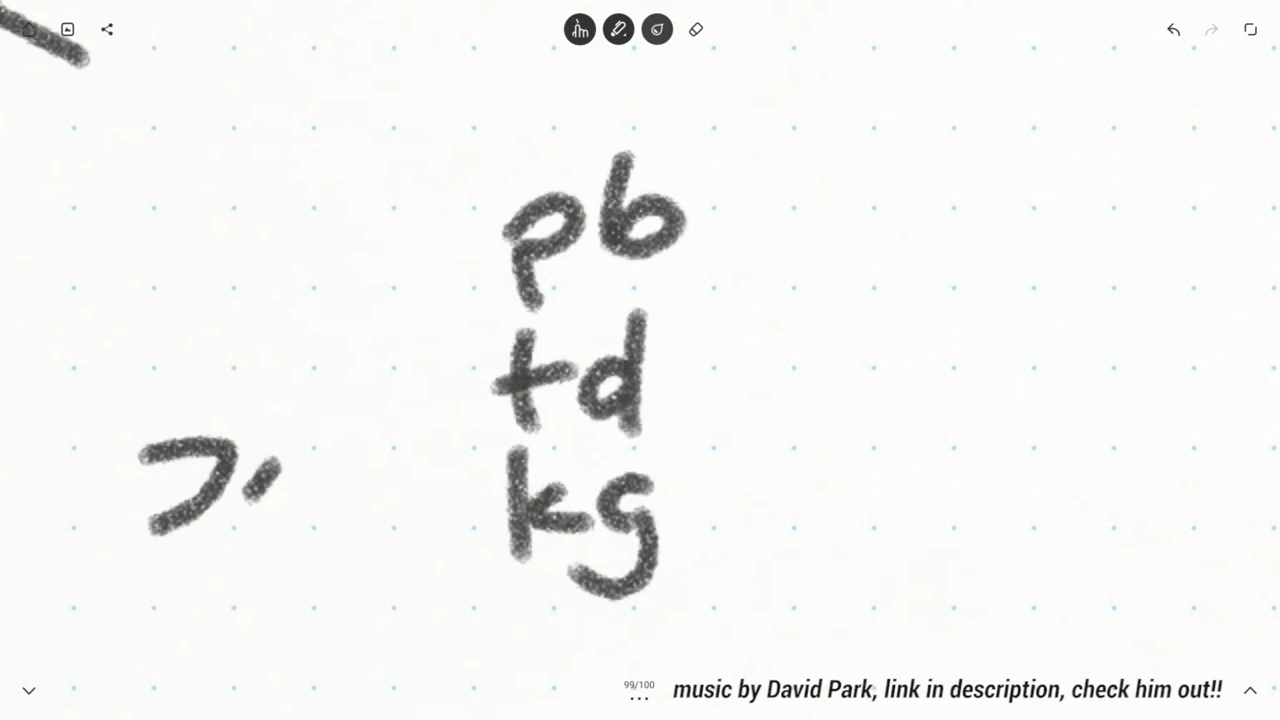 pb
td
kg
99/100
music by David Park, link in description, check him out!!